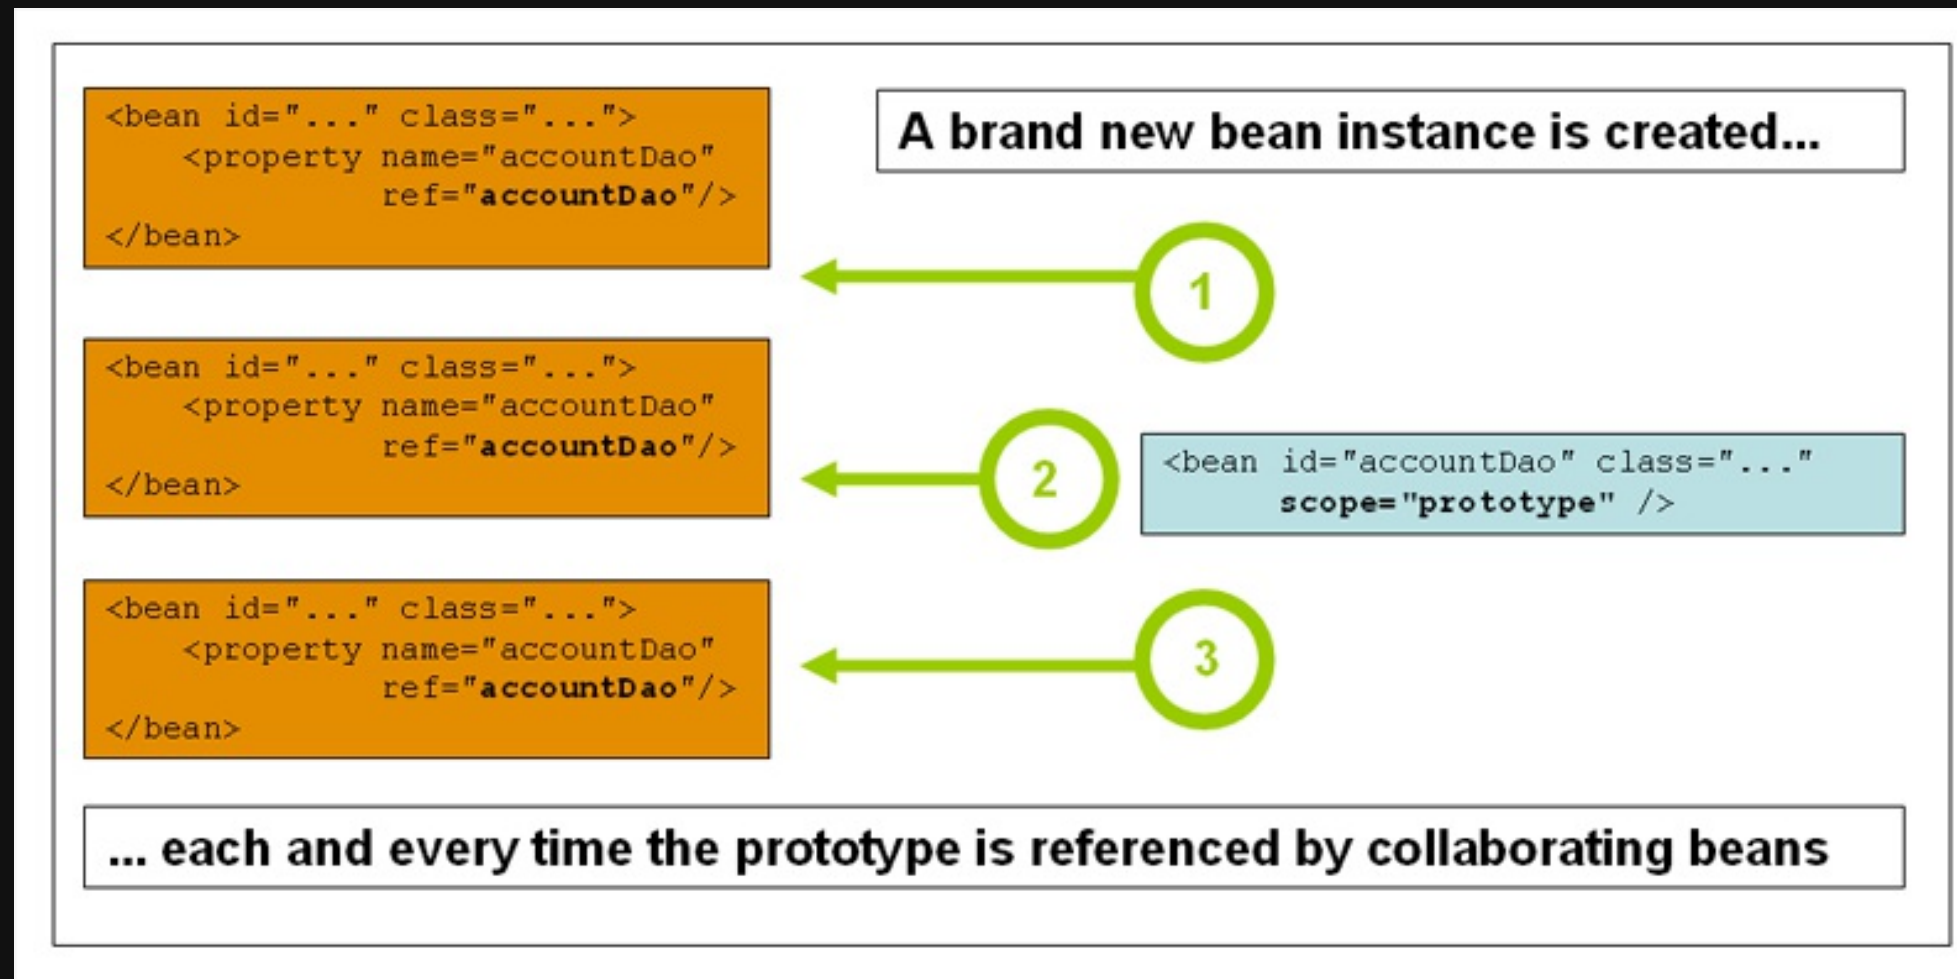 <bean id="..." class="...">
<property name="accountDao"
ref="accountDao"/>
</bean>
A brand new bean instance is created...
1
<bean id="..." class="...">
<property name="accountDao"
ref="accountDao"/>
</bean>
2
<bean id="accountDao" class="..."
scope="prototype" />
<bean id="..." class="...">
<property name="accountDao"
ref="accountDao"/>
</bean>
3
... each and every time the prototype is referenced by collaborating beans